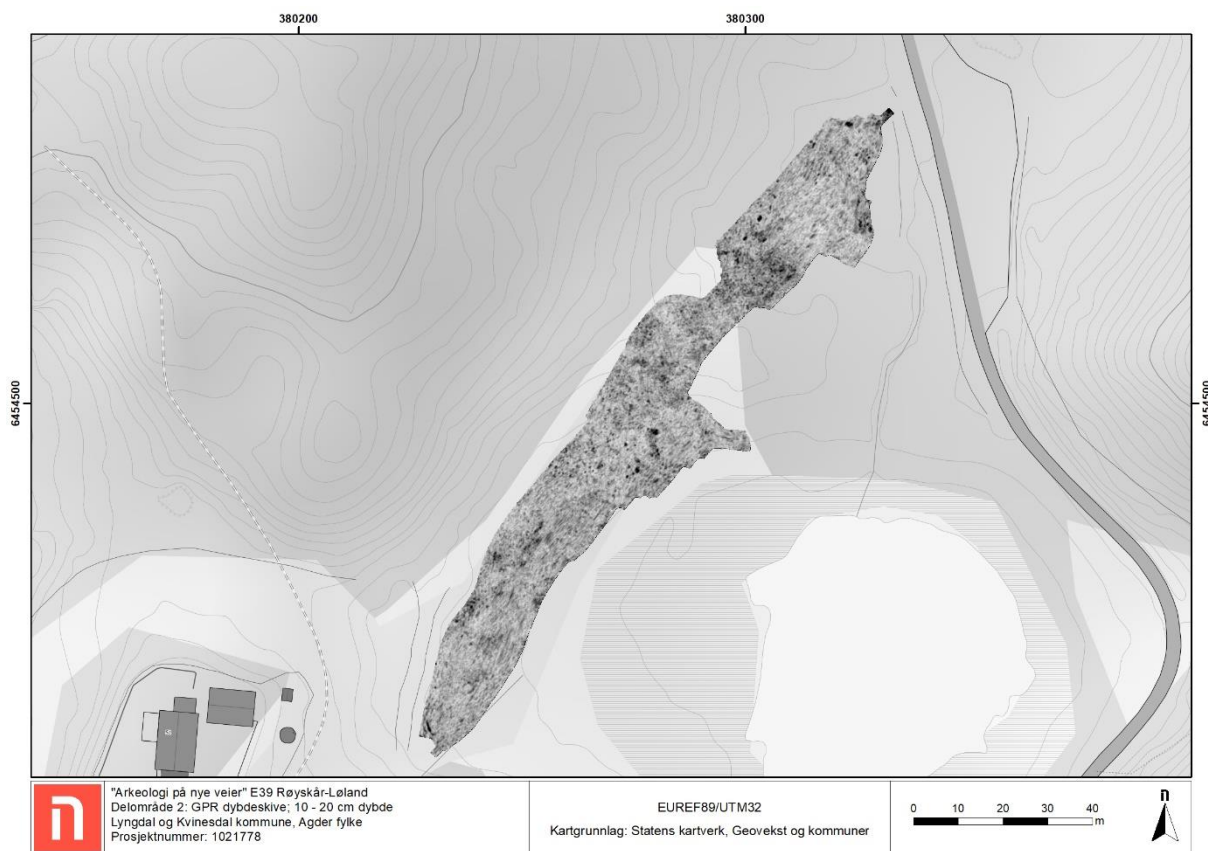 380200 380300
6454500 6454500
"Arkeologi på nye veier" E39 Røyskår-Løland
Delområde 2: GPR dybdeskive; 10 - 20 cm dybde
Lyngdal og Kvinesdal kommune, Agder fylke
Prosjektnummer: 1021778
EUREF89/UTM32
Kartgrunnlag: Statens kartverk, Geovekst og kommuner
0 10 20 30 40
m
n